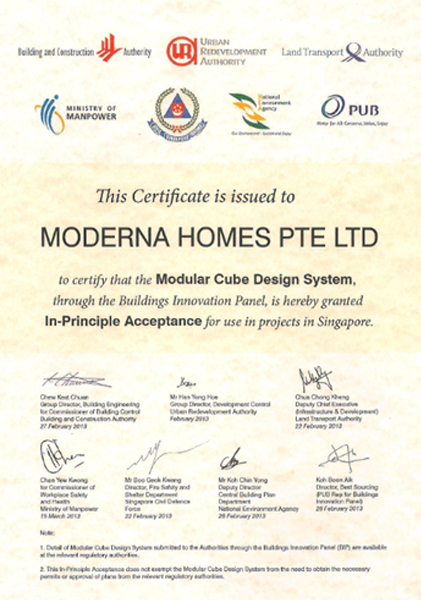 Building and Construction Authority
URBAN
REDEVELOPMENT
AUTHORITY
Land Transport Authority
MINISTRY OF
MANPOWER
National
Environment
Agency
PUB
Water for All: Conserve, Value, Enjoy
This Certificate is issued to
MODERNA HOMES PTE LTD
to certify that the Modular Cube Design System,
through the Buildings Innovation Panel, is hereby granted
In-Principle Acceptance for use in projects in Singapore.
Chew Keat Chuan
Group Director, Building Engineering
for Commissioner of Building Control
Building and Construction Authority
27 February 2013
Mr Han Yong Hoe
Group Director, Development Control
Urban Redevelopment Authority
February 2013
Chua Chong Kheng
Deputy Chief Executive
(Infrastructure & Development)
Land Transport Authority
22 February 2013
Chan Yew Kwong
for Commissioner of
Workplace Safety
and Health
Ministry of Manpower
15 March 2013
Mr Boo Geok Kwang
Director, Fire Safety and
Shelter Department
Singapore Civil Defence
Force
22 February 2013
Mr Koh Chin Yong
Deputy Director
Central Building Plan
Department
National Environment Agency
28 February 2013
Koh Boon Aik
Director, Best Sourcing
(PUB Rep for Buildings
Innovation Panel)
28 February 2013
Note:
1. Detail of Modular Cube Design System submitted to the Authorities through the Buildings Innovation Panel (BIP) are available
at the relevant regulatory authorities.
2. This In-Principle Acceptance does not exempt the Modular Cube Design System from the need to obtain the necessary
permits or approval of plans from the relevant regulatory authorities.